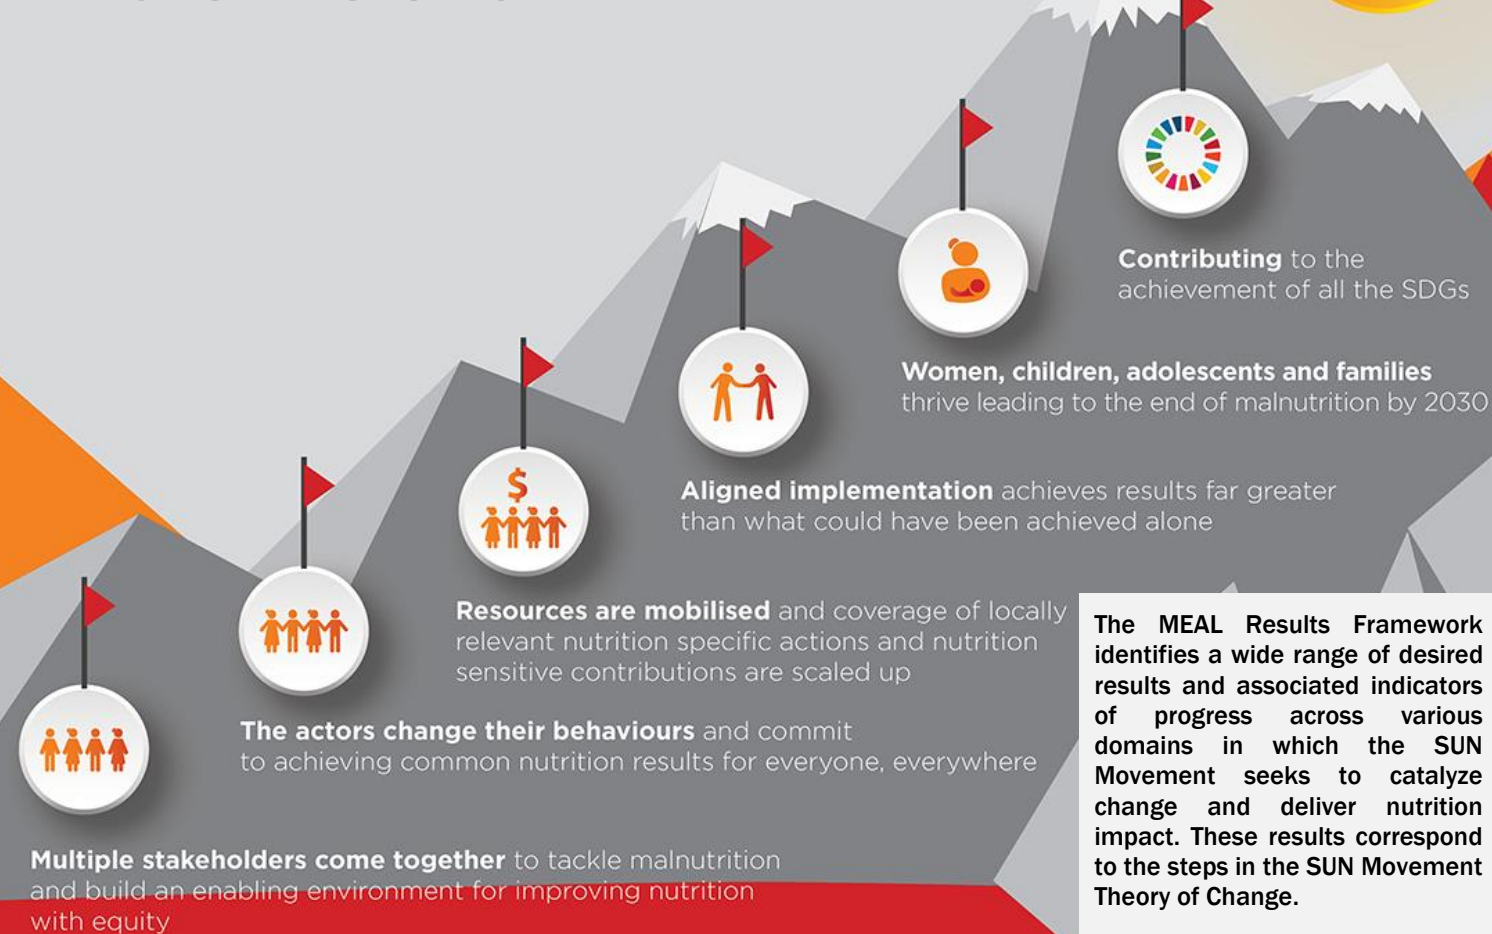 Contributing to the
achievement of all the SDGs
Women, children, adolescents and families
thrive leading to the end of malnutrition by 2030
Aligned implementation achieves results far greater
than what could have been achieved alone
$
Resources are mobilised and coverage of locally
relevant nutrition specific actions and nutrition
sensitive contributions are scaled up
The actors change their behaviours and commit
to achieving common nutrition results for everyone, everywhere
Multiple stakeholders come together to tackle malnutrition
and build an enabling environment for improving nutrition
with equity
The MEAL Results Framework
identifies a wide range of desired
results and associated indicators
of progress across various
domains in which the SUN
Movement seeks to catalyze
change and deliver nutrition
impact. These results correspond
to the steps in the SUN Movement
Theory of Change.